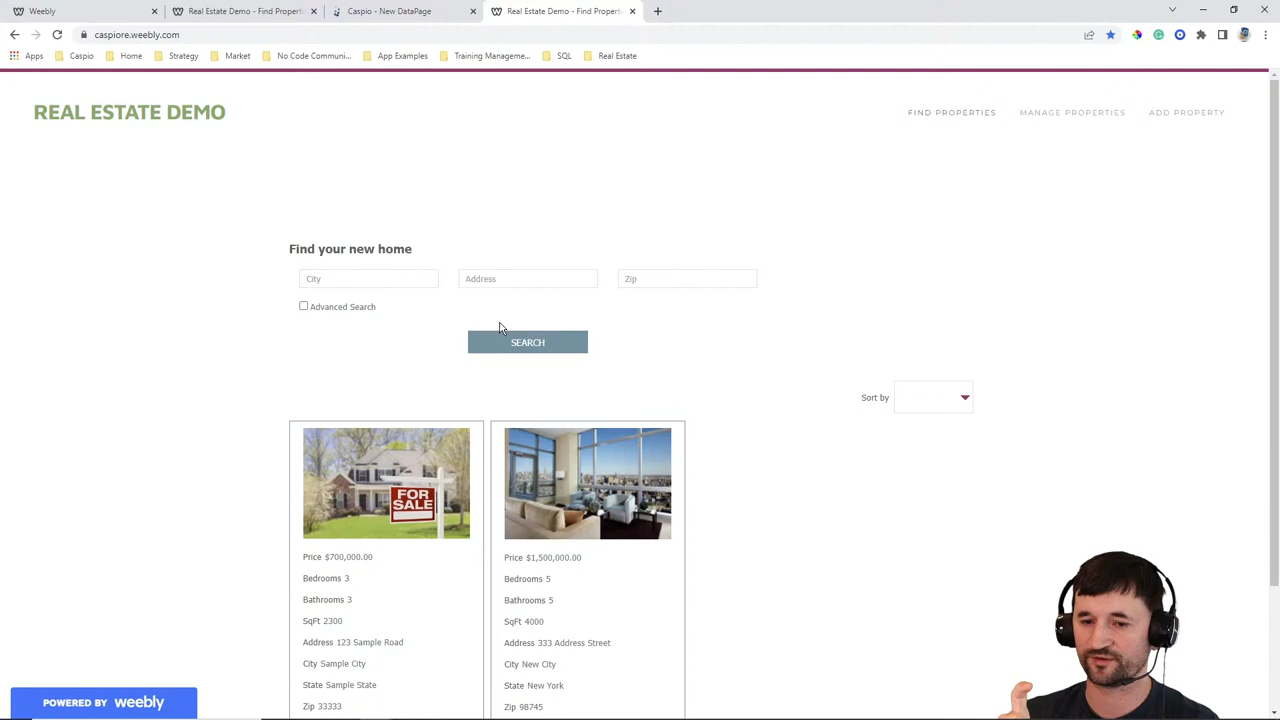 Weebly
Real Estate Demo - Find Propert
Caspio - New DataPage
Real Estate Demo - Find Propert
caspiore.weebly.com
Apps
Caspio
Home
Strategy
Market
No Code Communi...
App Examples
Training Manageme...
SQL
Real Estate
REAL ESTATE DEMO
FIND PROPERTIES
MANAGE PROPERTIES
ADD PROPERTY
Find your new home
City
Address
Zip
Advanced Search
SEARCH
Sort by
FOR
SALE
Price $700,000.00
Bedrooms 3
Bathrooms 3
SqFt 2300
Address 123 Sample Road
City Sample City
State Sample State
Zip 33333
Price $1,500,000.00
Bedrooms 5
Bathrooms 5
SqFt 4000
Address 333 Address Street
City New City
State New York
Zip 98745
POWERED BY weebly